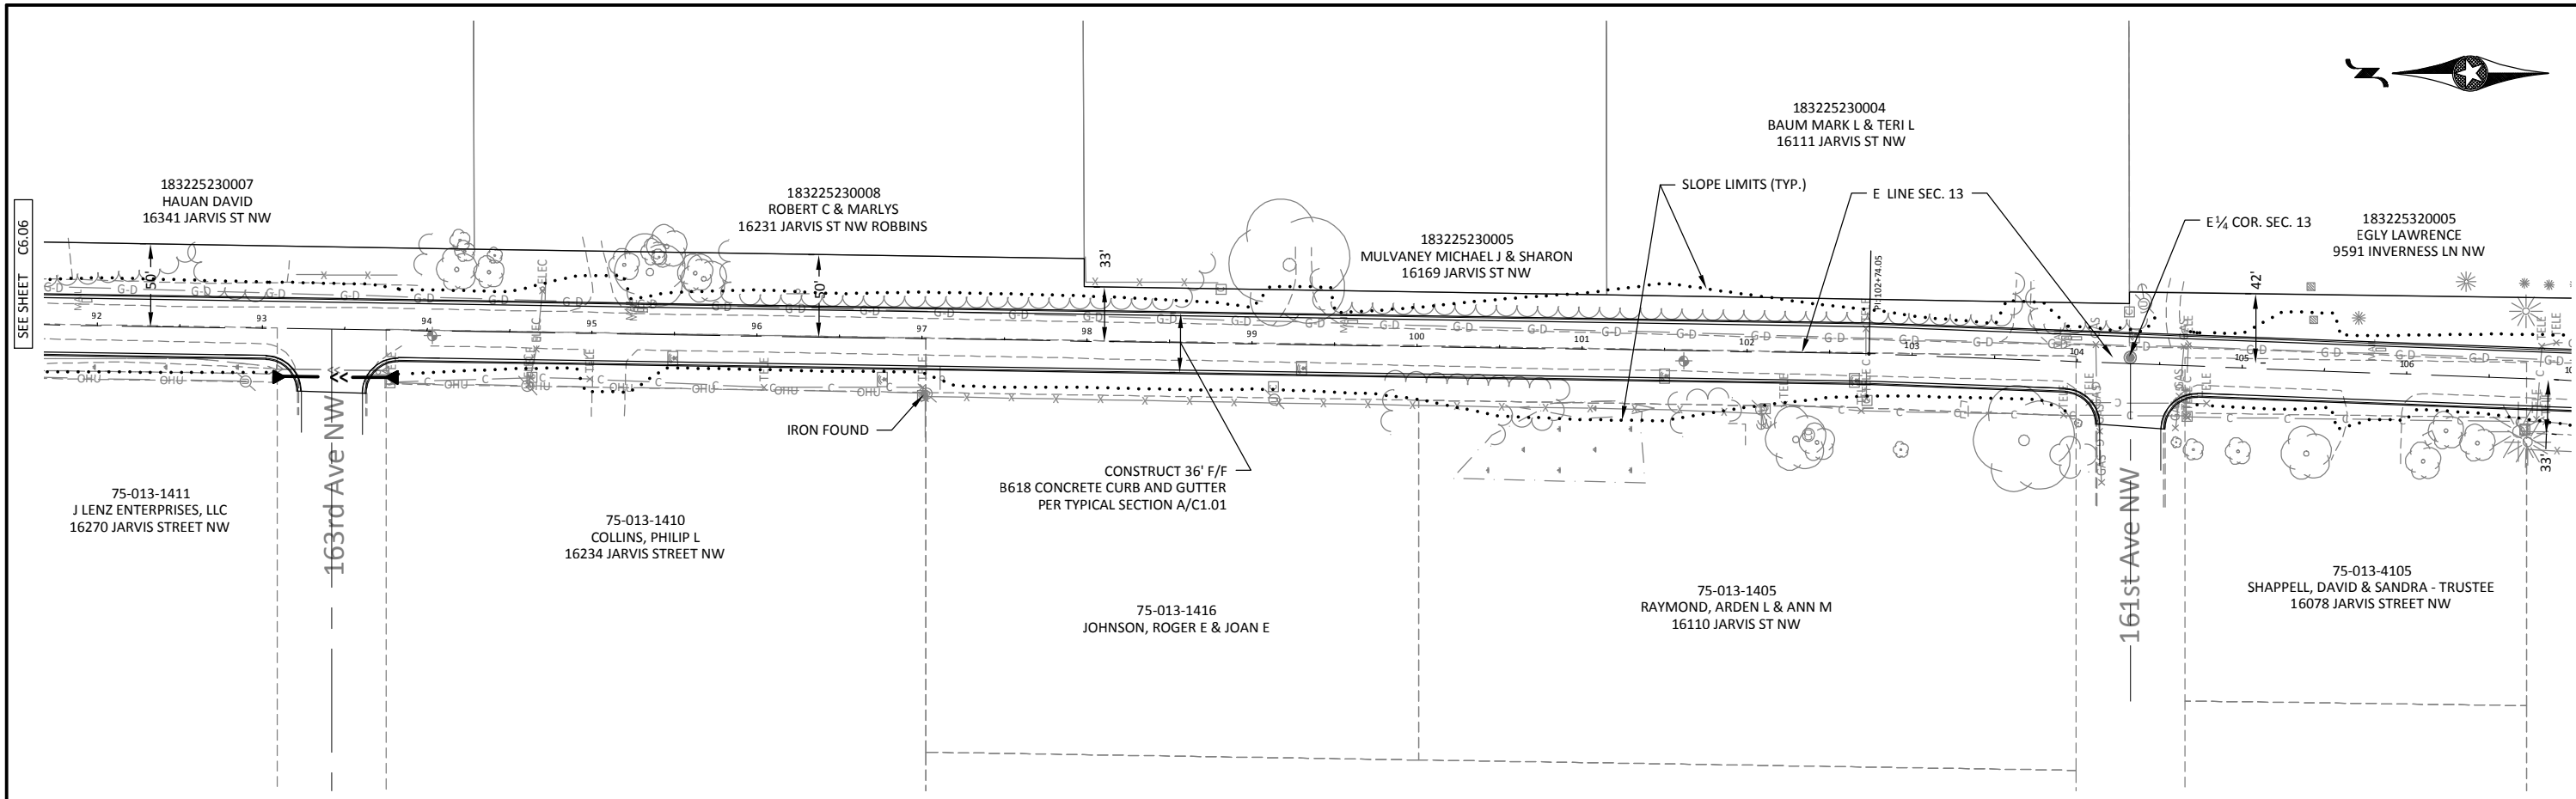 183225230004
BAUM MARK L & TERI L
16111 JARVIS ST NW
183225230007
HAUAN DAVID
16341 JARVIS ST NW
183225230008
ROBERT C & MARLYS
16231 JARVIS ST NW ROBBINS
SLOPE LIMITS (TYP.)
E LINE SEC. 13
E ¼ COR. SEC. 13
183225320005
EGLY LAWRENCE
9591 INVERNESS LN NW
183225230005
MULVANEY MICHAEL J & SHARON
16169 JARVIS ST NW
SEE SHEET C6.06
50'
50'
33'
42'
33'
PI:102+74.05
92
93
94
95
96
97
98
99
100
101
102
103
104
105
106
IRON FOUND
CONSTRUCT 36' F/F
B618 CONCRETE CURB AND GUTTER
PER TYPICAL SECTION A/C1.01
163rd Ave NW
161st Ave NW
75-013-1411
J LENZ ENTERPRISES, LLC
16270 JARVIS STREET NW
75-013-1410
COLLINS, PHILIP L
16234 JARVIS STREET NW
75-013-1416
JOHNSON, ROGER E & JOAN E
75-013-1405
RAYMOND, ARDEN L & ANN M
16110 JARVIS ST NW
75-013-4105
SHAPPELL, DAVID & SANDRA - TRUSTEE
16078 JARVIS STREET NW